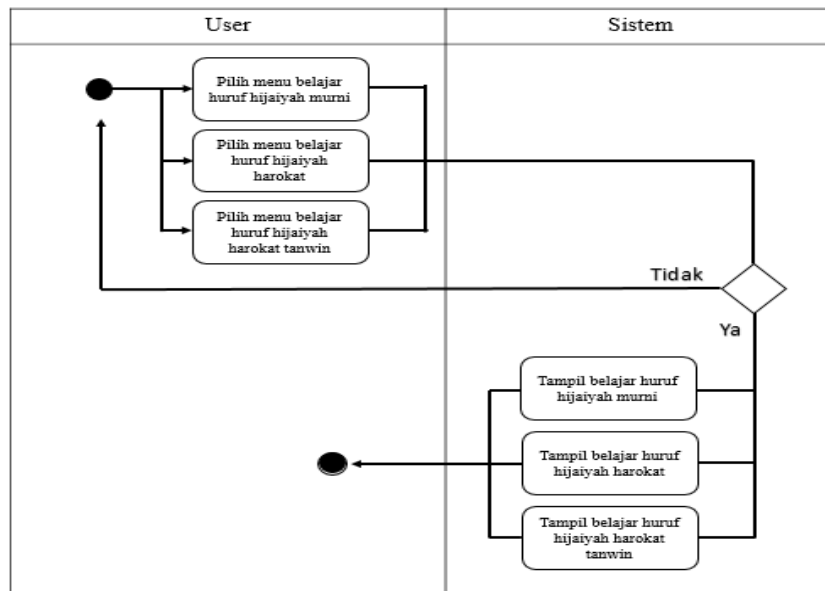 User
Sistem
Pilih menu belajar
huruf hijaiyah murni
Pilih menu belajar
huruf hijaiyah
harokat
Pilih menu belajar
huruf hijaiyah
harokat tanwin
Tidak
Ya
Tampil belajar huruf
hijaiyah murni
Tampil belajar huruf
hijaiyah harokat
Tampil belajar huruf
hijaiyah harokat
tanwin